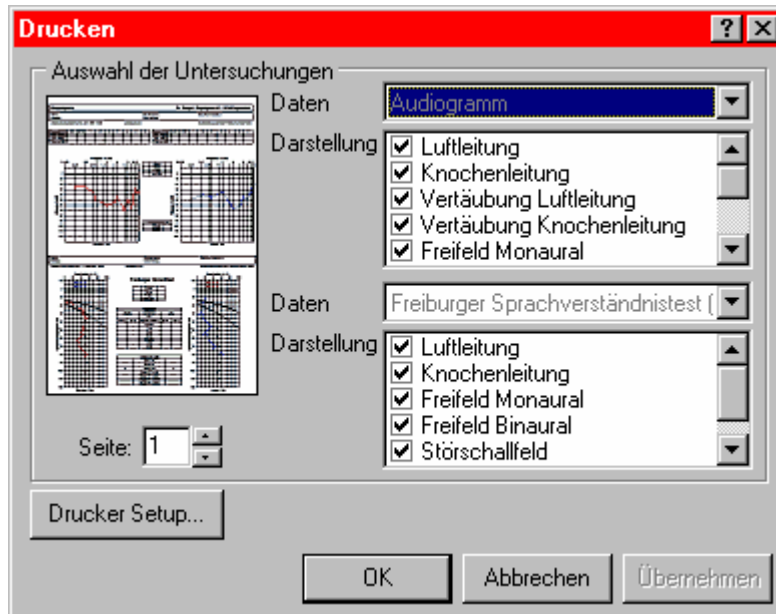 Drucken
Auswahl der Untersuchungen
Daten
Audiogramm
Darstellung
Luftleitung
Knochenleitung
Vertäubung Luftleitung
Vertäubung Knochenleitung
Freifeld Monaural
Daten
Freiburger Sprachverständnistest (
Darstellung
Luftleitung
Knochenleitung
Freifeld Monaural
Freifeld Binaural
Störschallfeld
Seite: 1
Drucker Setup...
OK
Abbrechen
Übernehmen